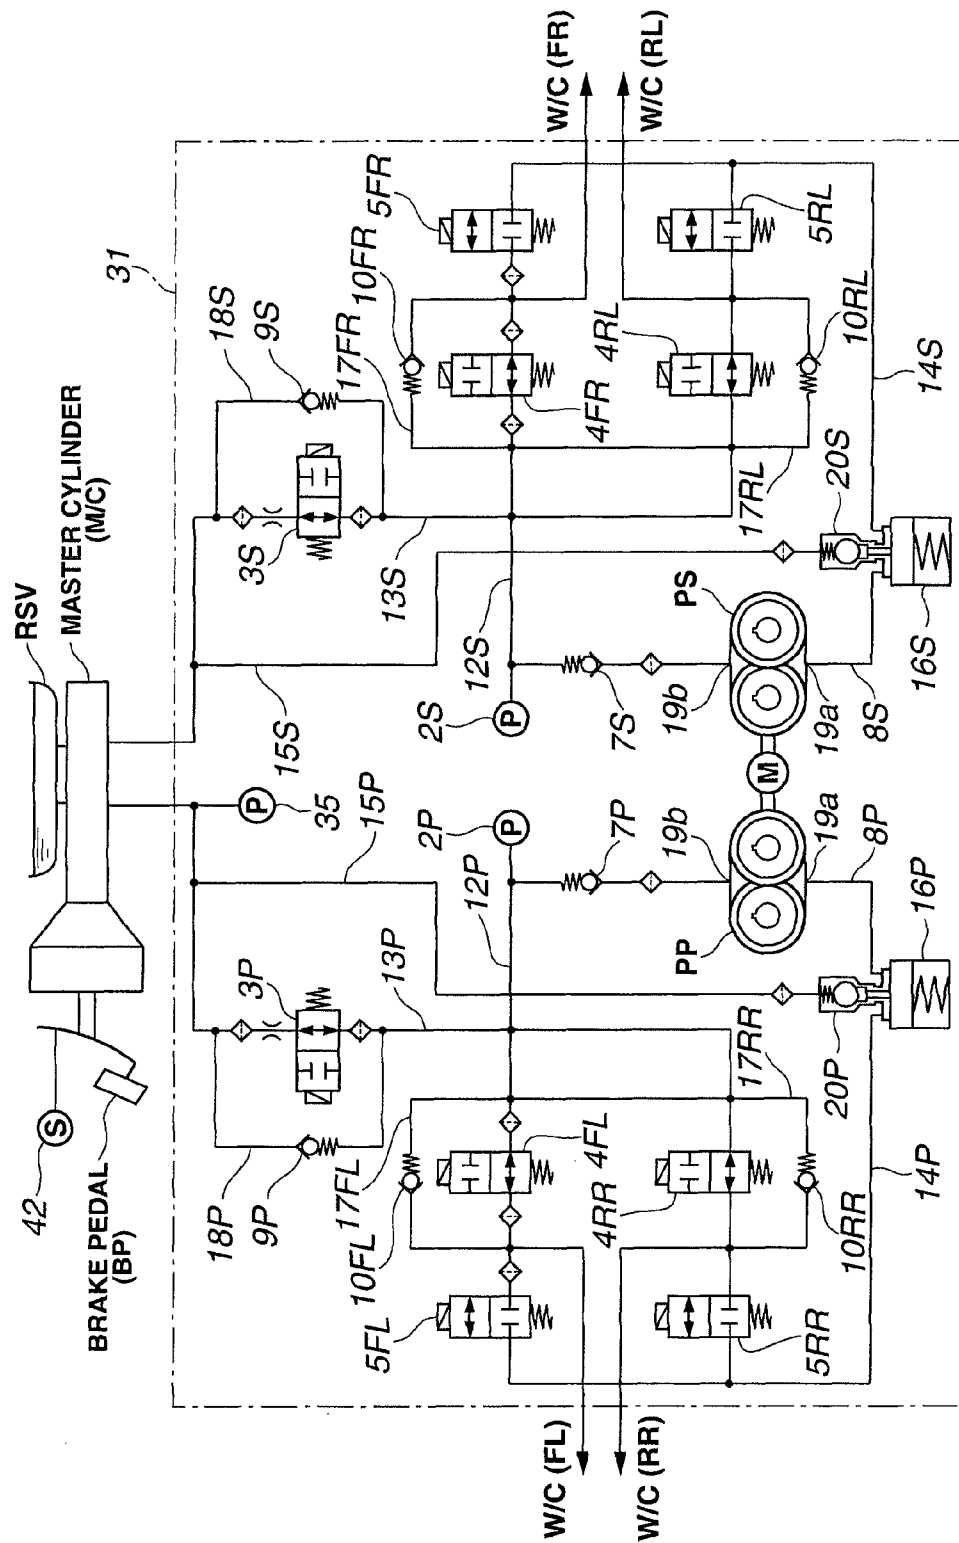 RSV
MASTER CYLINDER
(M/C)
42
S
BRAKE PEDAL
(BP)
31
18P
9P
3P
13P
15P
P
35
15S
13S
3S
18S
9S
W/C (FL)
W/C (RR)
5FL
10FL
17FL
4FL
12P
2P
P
2S
P
12S
17FR
10FR
4FR
5FR
W/C (FR)
W/C (RL)
5RR
10RR
4RR
17RR
7P
7S
17RL
4RL
10RL
5RL
14P
20P
16P
PP
19b
19a
8P
M
19b
19a
8S
PS
20S
16S
14S